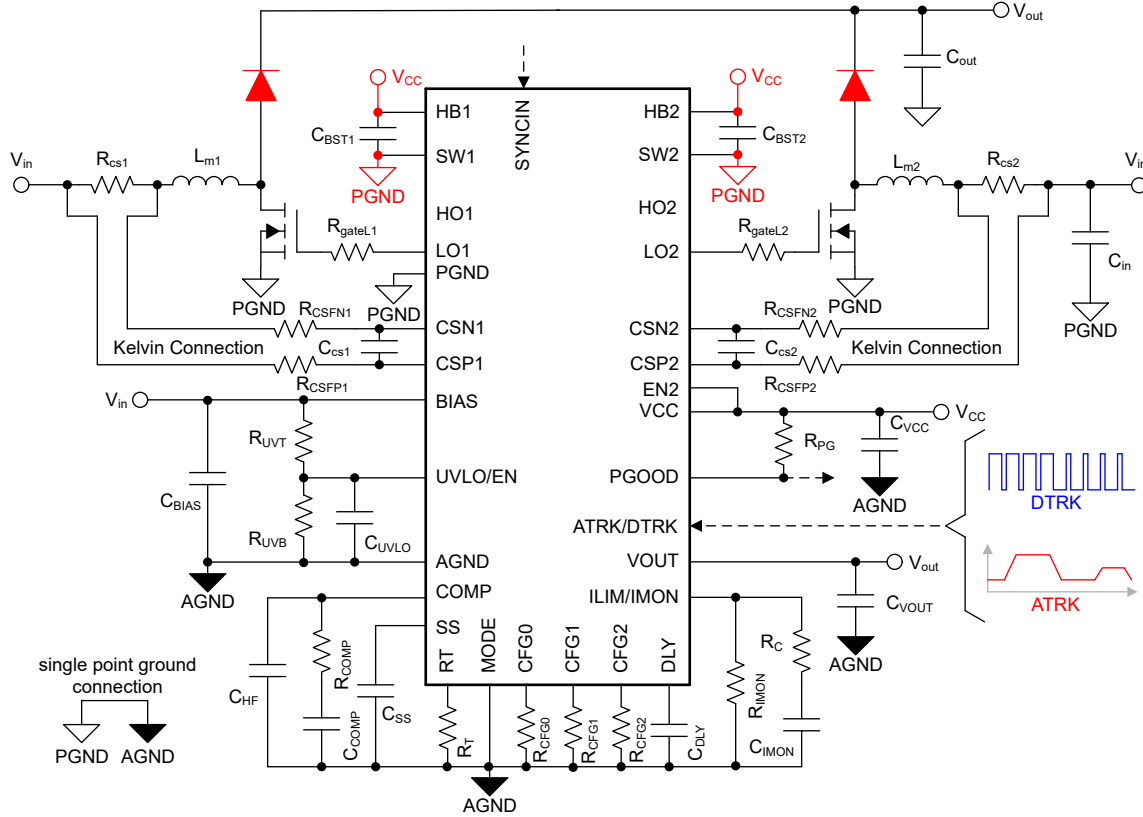 Vout
Cout
VCC
VCC
HB1
HB2
SYNCIN
CBST1
CBST2
SW1
SW2
PGND
PGND
Vin
Rcs1
Lm1
Lm2
Rcs2
Vin
HO1
HO2
RgateL1
RgateL2
LO1
LO2
PGND
PGND
PGND
PGND
Cin
PGND
RCSFN1
CSN1
CSN2
RCSFN2
Kelvin Connection
Ccs1
Ccs2
Kelvin Connection
CSP1
CSP2
RCSFP1
RCSFP2
EN2
Vin
BIAS
VCC
VCC
CVCC
RUVT
RPG
UVLO/EN
PGOOD
CBIAS
AGND
DTRK
RUVB
CUVLO
ATRK/DTRK
AGND
VOUT
Vout
AGND
COMP
ILIM/IMON
CVOUT
ATRK
SS
RT
MODE
CFG0
CFG1
CFG2
DLY
RC
AGND
single point ground
connection
CHF
RCOMP
CCOMP
CSS
RT
RCFG0
RCFG1
RCFG2
CDLY
RIMON
CIMON
PGND
AGND
AGND